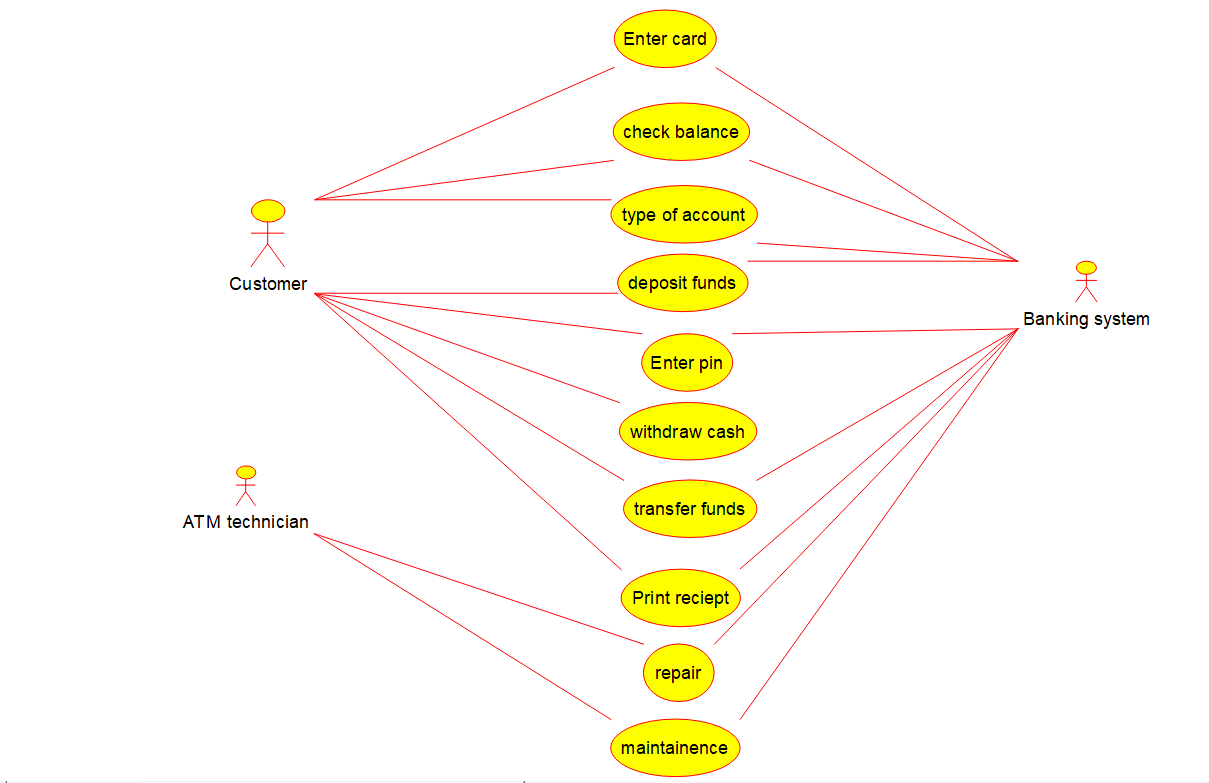 Enter card
check balance
type of account
Customer
deposit funds
Banking system
Enter pin
withdraw cash
ATM technician
transfer funds
Print reciept
repair
maintainence